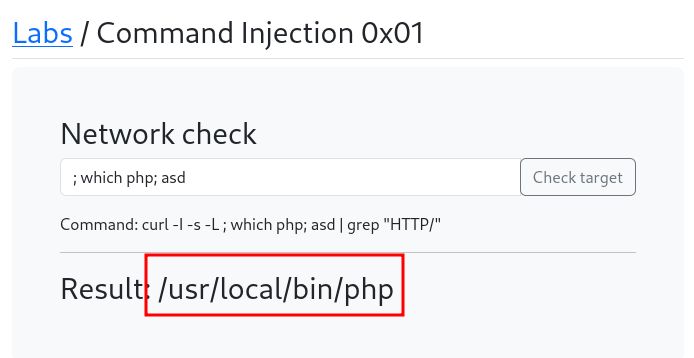 Labs / Command Injection 0x01
Network check
; which php; asd Check target
Command: curl -I -s -L ; which php; asd | grep "HTTP/"
Result: /usr/local/bin/php